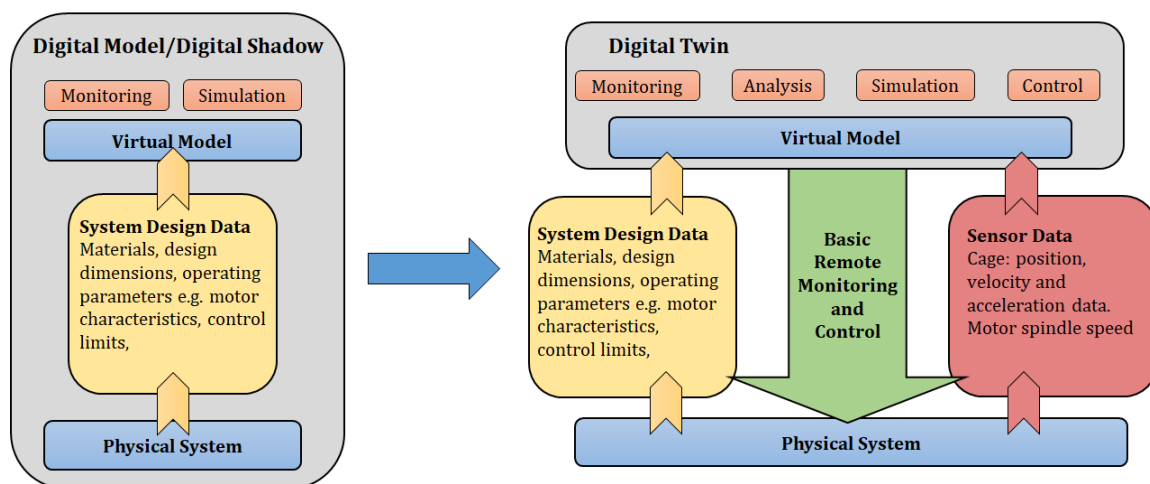 Digital Model/Digital Shadow
Monitoring
Simulation
Virtual Model
System Design Data
Materials, design
dimensions, operating
parameters e.g. motor
characteristics, control
limits,
Physical System
Digital Twin
Monitoring
Analysis
Simulation
Control
Virtual Model
System Design Data
Materials, design
dimensions, operating
parameters e.g. motor
characteristics,
control limits,
Basic
Remote
Monitoring
and
Control
Sensor Data
Cage: position,
velocity and
acceleration data.
Motor spindle speed
Physical System